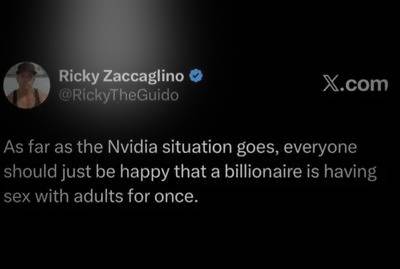 Ricky Zaccaglino
@RickyTheGuido
X.com
As far as the Nvidia situation goes, everyone
should just be happy that a billionaire is having
sex with adults for once.